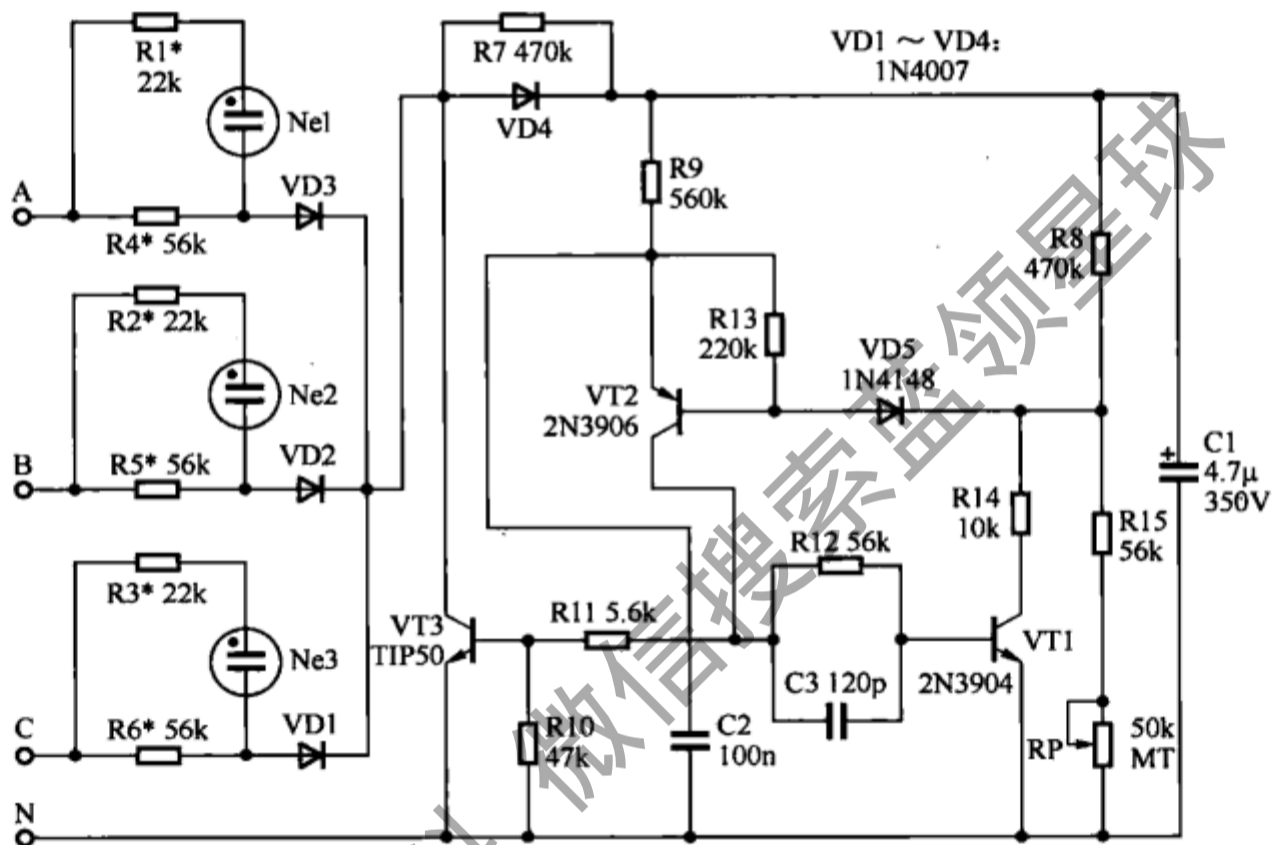 R1*
22k
Ne1
A
VD3
R4* 56k
R2* 22k
Ne2
B
R5* 56k
VD2
R3* 22k
Ne3
C
R6* 56k
VD1
N
R7 470k
VD4
VD1 ～ VD4:
1N4007
R9
560k
R8
470k
R13
220k
VD5
1N4148
VT2
2N3906
C1
+
4.7μ
350V
R14
10k
R15
56k
R12 56k
R11 5.6k
VT3
TIP50
VT1
2N3904
C3 120p
R10
47k
C2
100n
RP
50k
MT
微信搜索蓝领星球